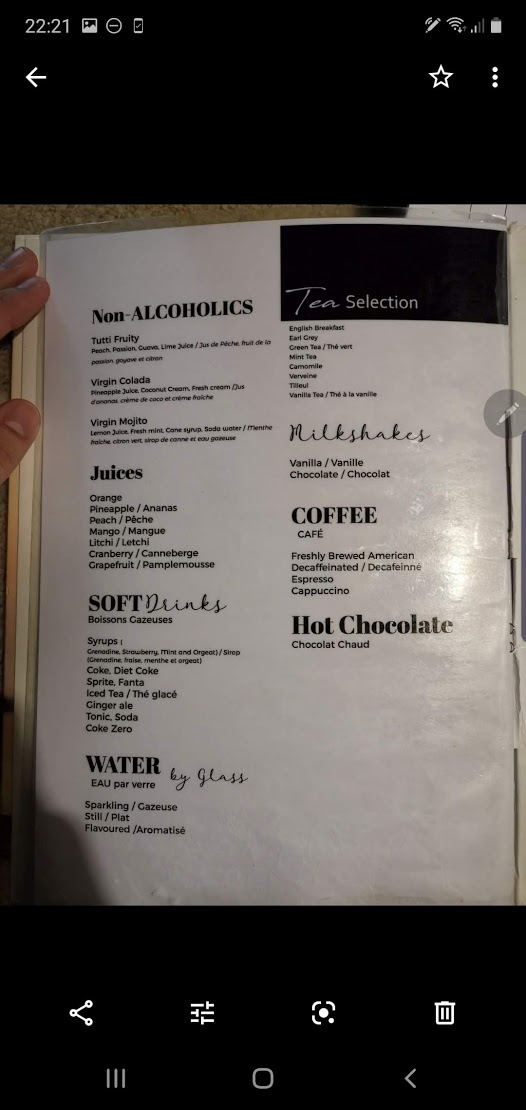 22:21
Non-ALCOHOLICS
Tutti Fruity
Peach, Passion, Guava, Lime Juice / Jus de Pêche, fruit de la
passion, goyave et citron
Virgin Colada
Pineapple Juice, Coconut Cream, Fresh cream /Jus
d'ananas, crème de coco et crème fraîche
Virgin Mojito
Lemon Juice, Fresh mint, Cane syrup, Soda water / Menthe
fraîche, citron vert, sirop de canne et eau gazeuse
Juices
Orange
Pineapple / Ananas
Peach / Pêche
Mango / Mangue
Litchi / Letchi
Cranberry / Canneberge
Grapefruit / Pamplemousse
SOFT Drinks
Boissons Gazeuses
Syrups (
Grenadine, Strawberry, Mint and Orgeat) / Sirop
(Grenadine, fraise, menthe et orgeat)
Coke, Diet Coke
Sprite, Fanta
Iced Tea / Thé glacé
Ginger ale
Tonic, Soda
Coke Zero
WATER by Glass
EAU par verre
Sparkling / Gazeuse
Still / Plat
Flavoured /Aromatisé
Tea Selection
English Breakfast
Earl Grey
Green Tea / Thé vert
Mint Tea
Camomile
Verveine
Tilleul
Vanilla Tea / Thé à la vanille
Milkshakes
Vanilla / Vanille
Chocolate / Chocolat
COFFEE
CAFÉ
Freshly Brewed American
Decaffeinated / Decafeinné
Espresso
Cappuccino
Hot Chocolate
Chocolat Chaud